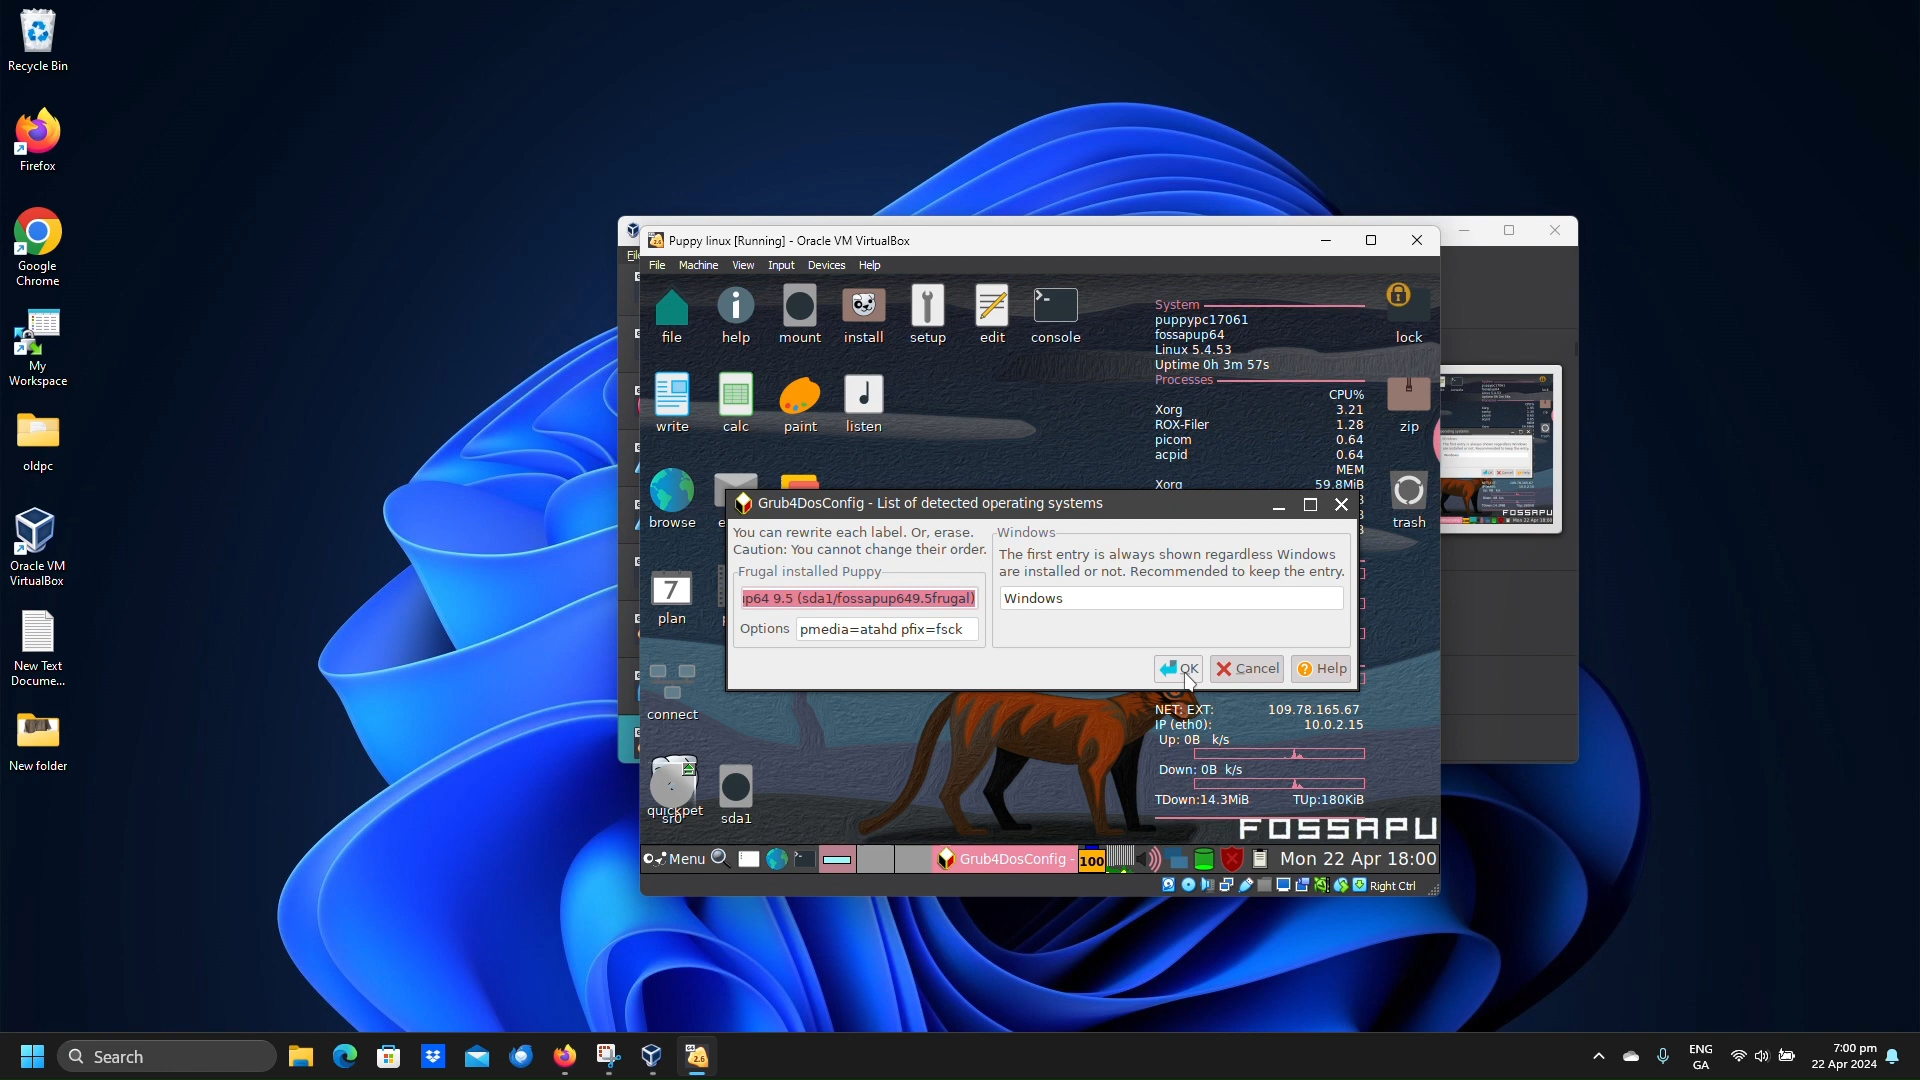 Recycle Bin
Firefox
Google
Chrome
My
Workspace
oldpc
Oracle VM
VirtualBox
New Text
Docume...
New folder
Puppy linux [Running] - Oracle VM VirtualBox
File Machine View Input Devices Help
file help mount install setup edit console lock
write calc paint listen zip
browse trash
plan
connect
quickpet
sr0
sda1
System
puppypc17061
fossapup64
Linux 5.4.53
Uptime 0h 3m 57s
Processes
CPU%
Xorg 3.21
ROX-Filer 1.28
picom 0.64
acpid 0.64
MEM
Xorg 59.8MiB
Grub4DosConfig - List of detected operating systems
You can rewrite each label. Or, erase.
Caution: You cannot change their order.
Frugal installed Puppy
p64 9.5 (sda1/fossapup649.5frugal)
Options pmedia=atahd pfix=fsck
Windows
The first entry is always shown regardless Windows
are installed or not. Recommended to keep the entry.
Windows
OK Cancel Help
NET: EXT: 109.78.165.67
IP (eth0): 10.0.2.15
Up: 0B k/s
Down: 0B k/s
TDown:14.3MiB TUp:180KiB
FOSSAPU
Menu Grub4DosConfig - 100 Mon 22 Apr 18:00
Right Ctrl
Search
2.6
ENG
GA
7:00 pm
22 Apr 2024